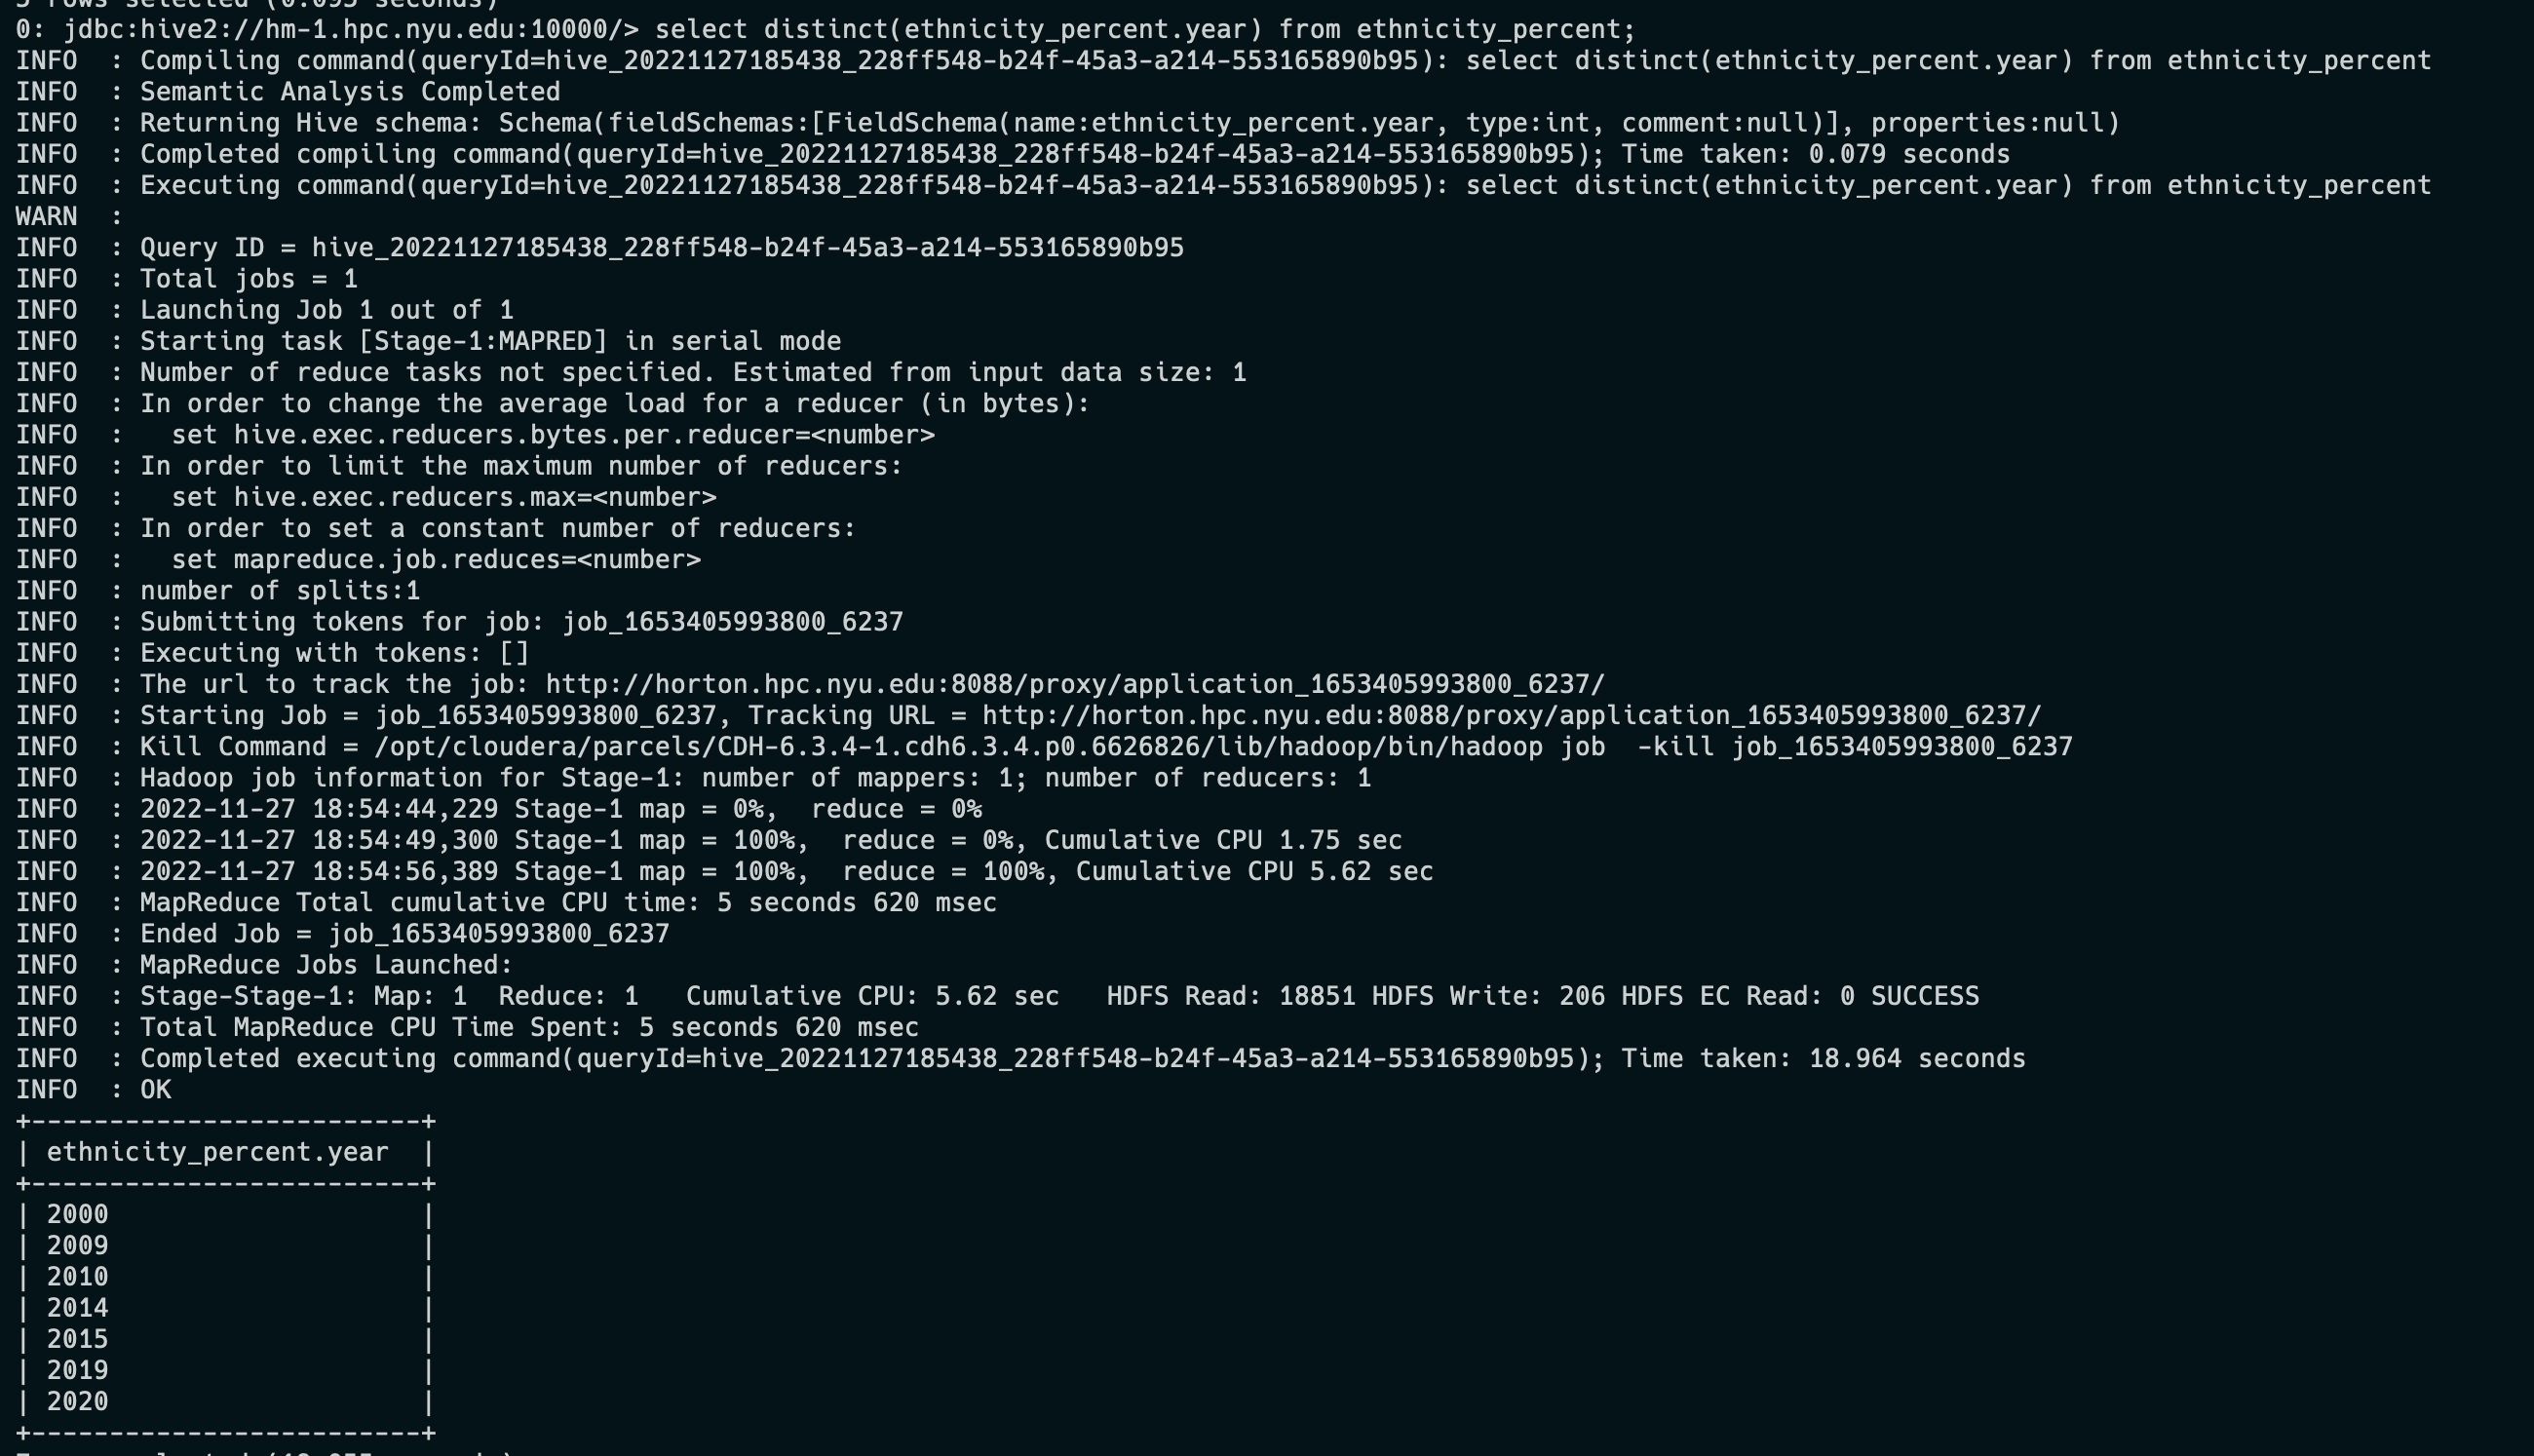 rows selected (0.095 seconds)
0: jdbc:hive2://hm-1.hpc.nyu.edu:10000/> select distinct(ethnicity_percent.year) from ethnicity_percent;
INFO  : Compiling command(queryId=hive_20221127185438_228ff548-b24f-45a3-a214-553165890b95): select distinct(ethnicity_percent.year) from ethnicity_percent
INFO  : Semantic Analysis Completed
INFO  : Returning Hive schema: Schema(fieldSchemas:[FieldSchema(name:ethnicity_percent.year, type:int, comment:null)], properties:null)
INFO  : Completed compiling command(queryId=hive_20221127185438_228ff548-b24f-45a3-a214-553165890b95); Time taken: 0.079 seconds
INFO  : Executing command(queryId=hive_20221127185438_228ff548-b24f-45a3-a214-553165890b95): select distinct(ethnicity_percent.year) from ethnicity_percent
WARN  :
INFO  : Query ID = hive_20221127185438_228ff548-b24f-45a3-a214-553165890b95
INFO  : Total jobs = 1
INFO  : Launching Job 1 out of 1
INFO  : Starting task [Stage-1:MAPRED] in serial mode
INFO  : Number of reduce tasks not specified. Estimated from input data size: 1
INFO  : In order to change the average load for a reducer (in bytes):
INFO  :   set hive.exec.reducers.bytes.per.reducer=<number>
INFO  : In order to limit the maximum number of reducers:
INFO  :   set hive.exec.reducers.max=<number>
INFO  : In order to set a constant number of reducers:
INFO  :   set mapreduce.job.reduces=<number>
INFO  : number of splits:1
INFO  : Submitting tokens for job: job_1653405993800_6237
INFO  : Executing with tokens: []
INFO  : The url to track the job: http://horton.hpc.nyu.edu:8088/proxy/application_1653405993800_6237/
INFO  : Starting Job = job_1653405993800_6237, Tracking URL = http://horton.hpc.nyu.edu:8088/proxy/application_1653405993800_6237/
INFO  : Kill Command = /opt/cloudera/parcels/CDH-6.3.4-1.cdh6.3.4.p0.6626826/lib/hadoop/bin/hadoop job  -kill job_1653405993800_6237
INFO  : Hadoop job information for Stage-1: number of mappers: 1; number of reducers: 1
INFO  : 2022-11-27 18:54:44,229 Stage-1 map = 0%,  reduce = 0%
INFO  : 2022-11-27 18:54:49,300 Stage-1 map = 100%,  reduce = 0%, Cumulative CPU 1.75 sec
INFO  : 2022-11-27 18:54:56,389 Stage-1 map = 100%,  reduce = 100%, Cumulative CPU 5.62 sec
INFO  : MapReduce Total cumulative CPU time: 5 seconds 620 msec
INFO  : Ended Job = job_1653405993800_6237
INFO  : MapReduce Jobs Launched:
INFO  : Stage-Stage-1: Map: 1  Reduce: 1   Cumulative CPU: 5.62 sec   HDFS Read: 18851 HDFS Write: 206 HDFS EC Read: 0 SUCCESS
INFO  : Total MapReduce CPU Time Spent: 5 seconds 620 msec
INFO  : Completed executing command(queryId=hive_20221127185438_228ff548-b24f-45a3-a214-553165890b95); Time taken: 18.964 seconds
INFO  : OK
+-------------------------+
| ethnicity_percent.year  |
+-------------------------+
| 2000                    |
| 2009                    |
| 2010                    |
| 2014                    |
| 2015                    |
| 2019                    |
| 2020                    |
+-------------------------+